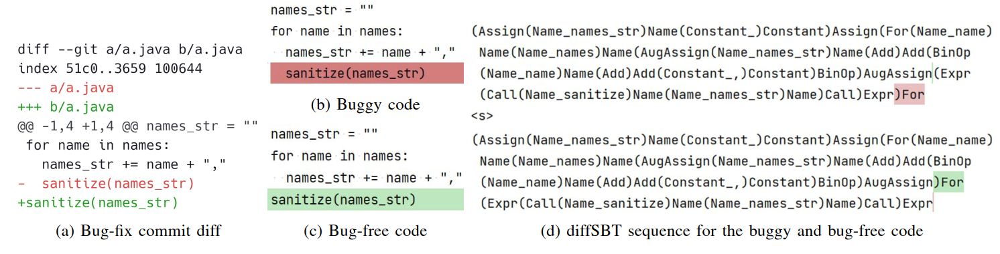 diff --git a/a.java b/a.java
index 51c0..3659 100644
--- a/a.java
+++ b/a.java
@@ -1,4 +1,4 @@ names_str = ""
 for name in names:
   names_str += name + ","
-  sanitize(names_str)
+sanitize(names_str)
(a) Bug-fix commit diff
names_str = ""
for name in names:
  names_str += name + ","
  sanitize(names_str)
(b) Buggy code
names_str = ""
for name in names:
  names_str += name + ","
sanitize(names_str)
(c) Bug-free code
(Assign(Name_names_str)Name(Constant_)Constant)Assign(For(Name_name)
Name(Name_names)Name(AugAssign(Name_names_str)Name(Add)Add(BinOp
(Name_name)Name(Add)Add(Constant_,)Constant)BinOp)AugAssign(Expr
(Call(Name_sanitize)Name(Name_names_str)Name)Call)Expr)For
<s>
(Assign(Name_names_str)Name(Constant_)Constant)Assign(For(Name_name)
Name(Name_names)Name(AugAssign(Name_names_str)Name(Add)Add(BinOp
(Name_name)Name(Add)Add(Constant_,)Constant)BinOp)AugAssign)For
(Expr(Call(Name_sanitize)Name(Name_names_str)Name)Call)Expr
(d) diffSBT sequence for the buggy and bug-free code